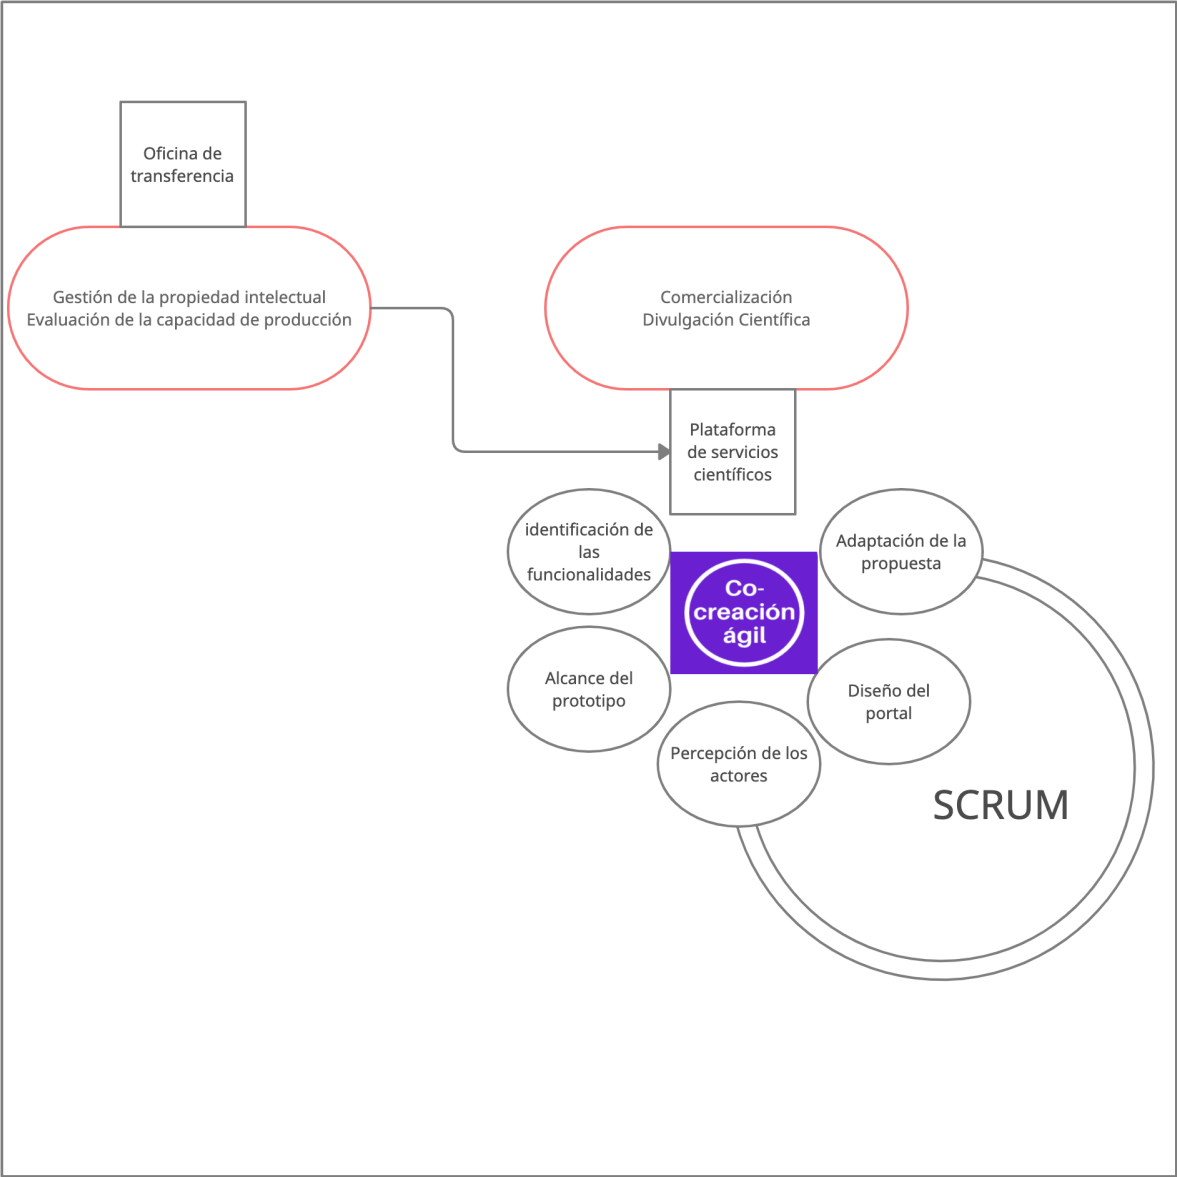 Oficina de
transferencia
Gestión de la propiedad intelectual
Evaluación de la capacidad de producción
Comercialización
Divulgación Científica
Plataforma
de servicios
científicos
identificación de
las
funcionalidades
Adaptación de la
propuesta
Co-
creación
ágil
Alcance del
prototipo
Diseño del
portal
Percepción de los
actores
SCRUM